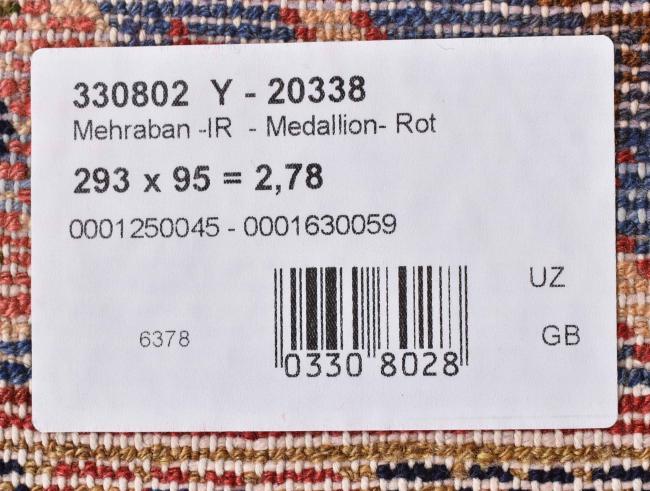 330802 Y - 20338
Mehraban -IR - Medallion- Rot
293 x 95 = 2,78
0001250045 - 0001630059
UZ
6378
GB
0330 8028